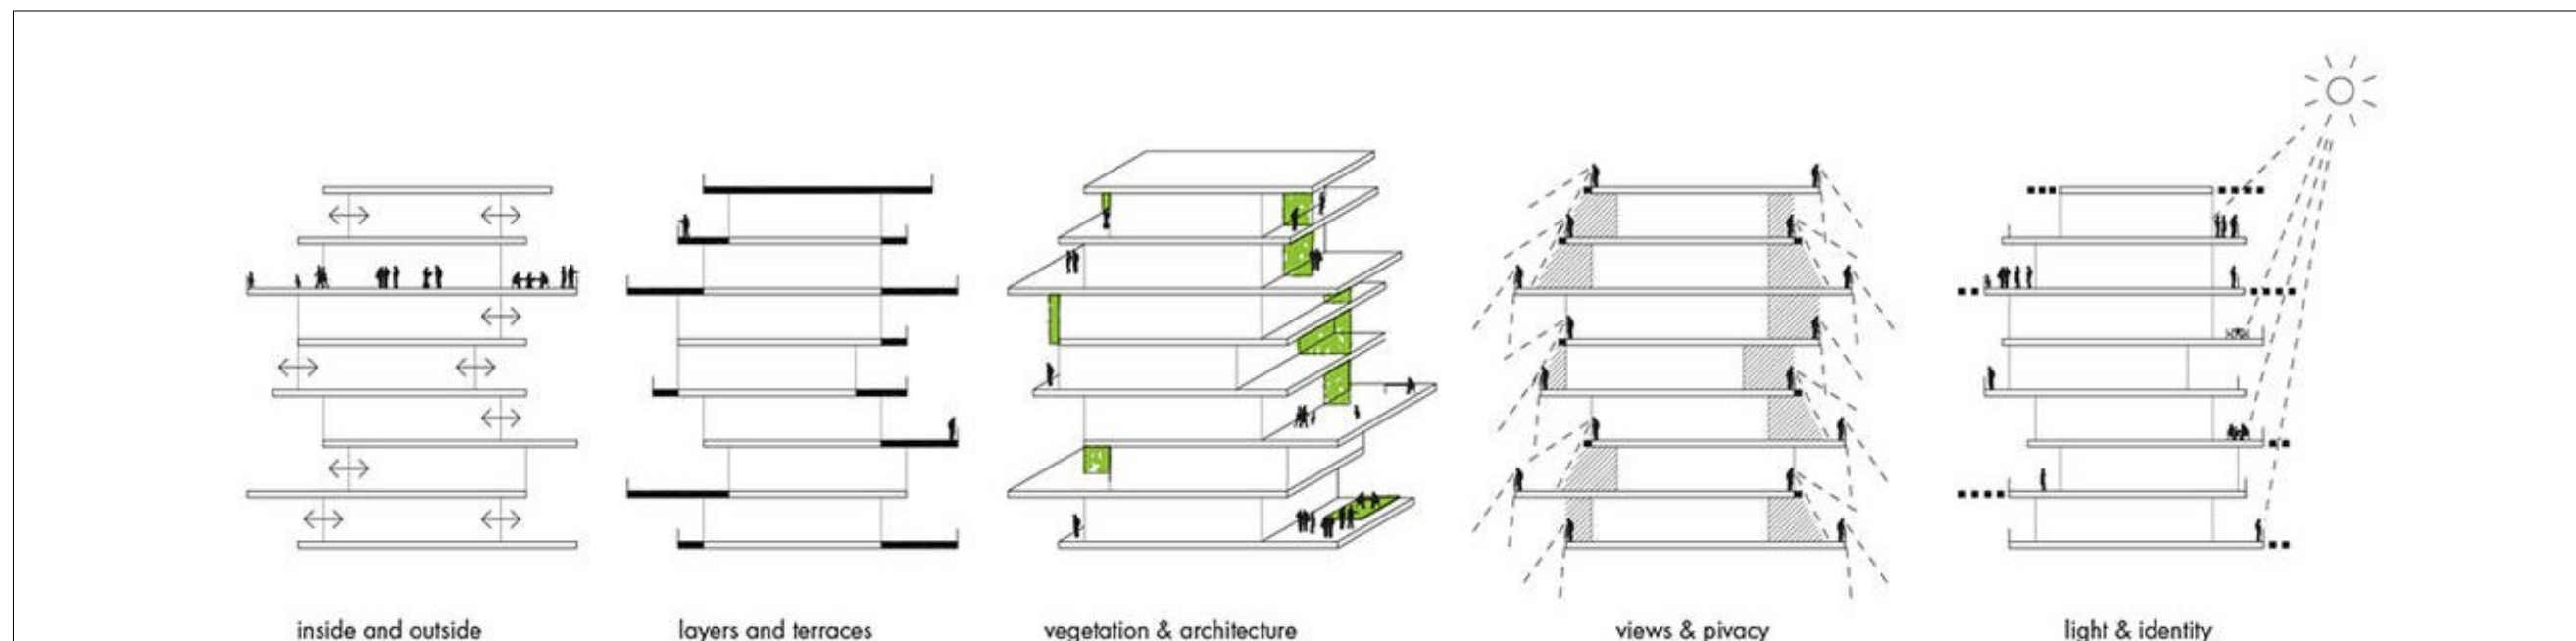 inside and outside
layers and terraces
vegetation & architecture
views & pivacy
light & identity